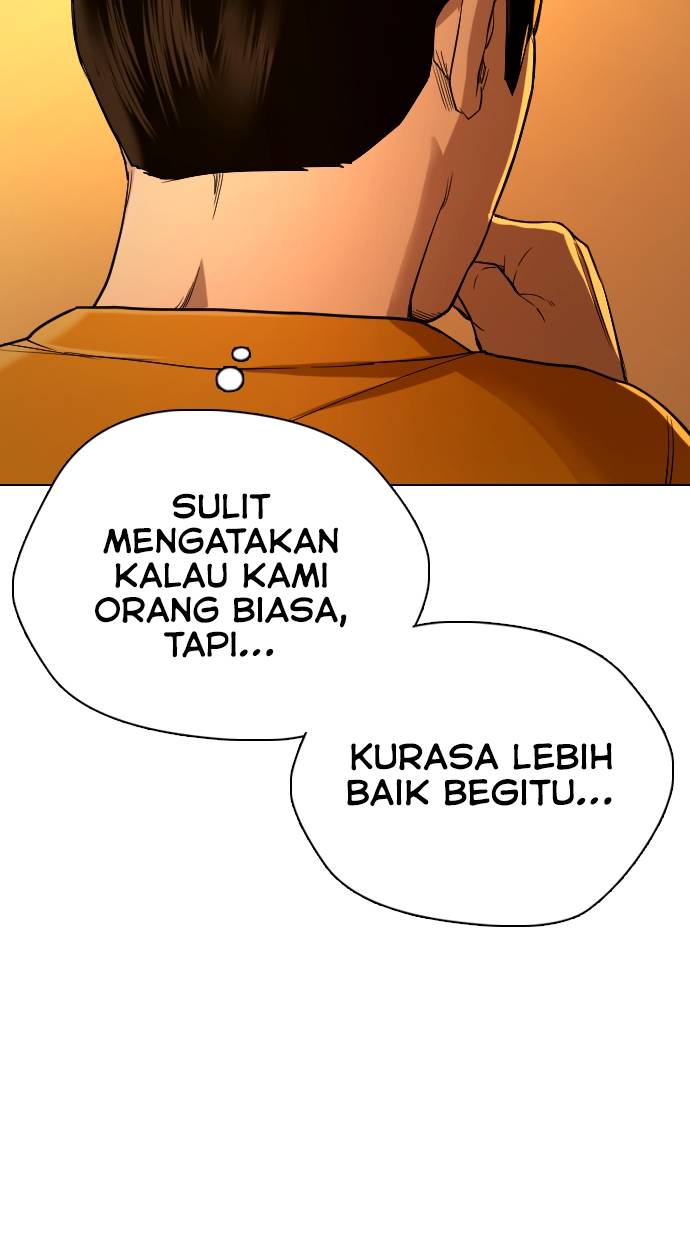 SULIT
MENGATAKAN
KALAU KAMI
ORANG BIASA,
TAPI...
KURASA LEBIH
BAIK BEGITU...